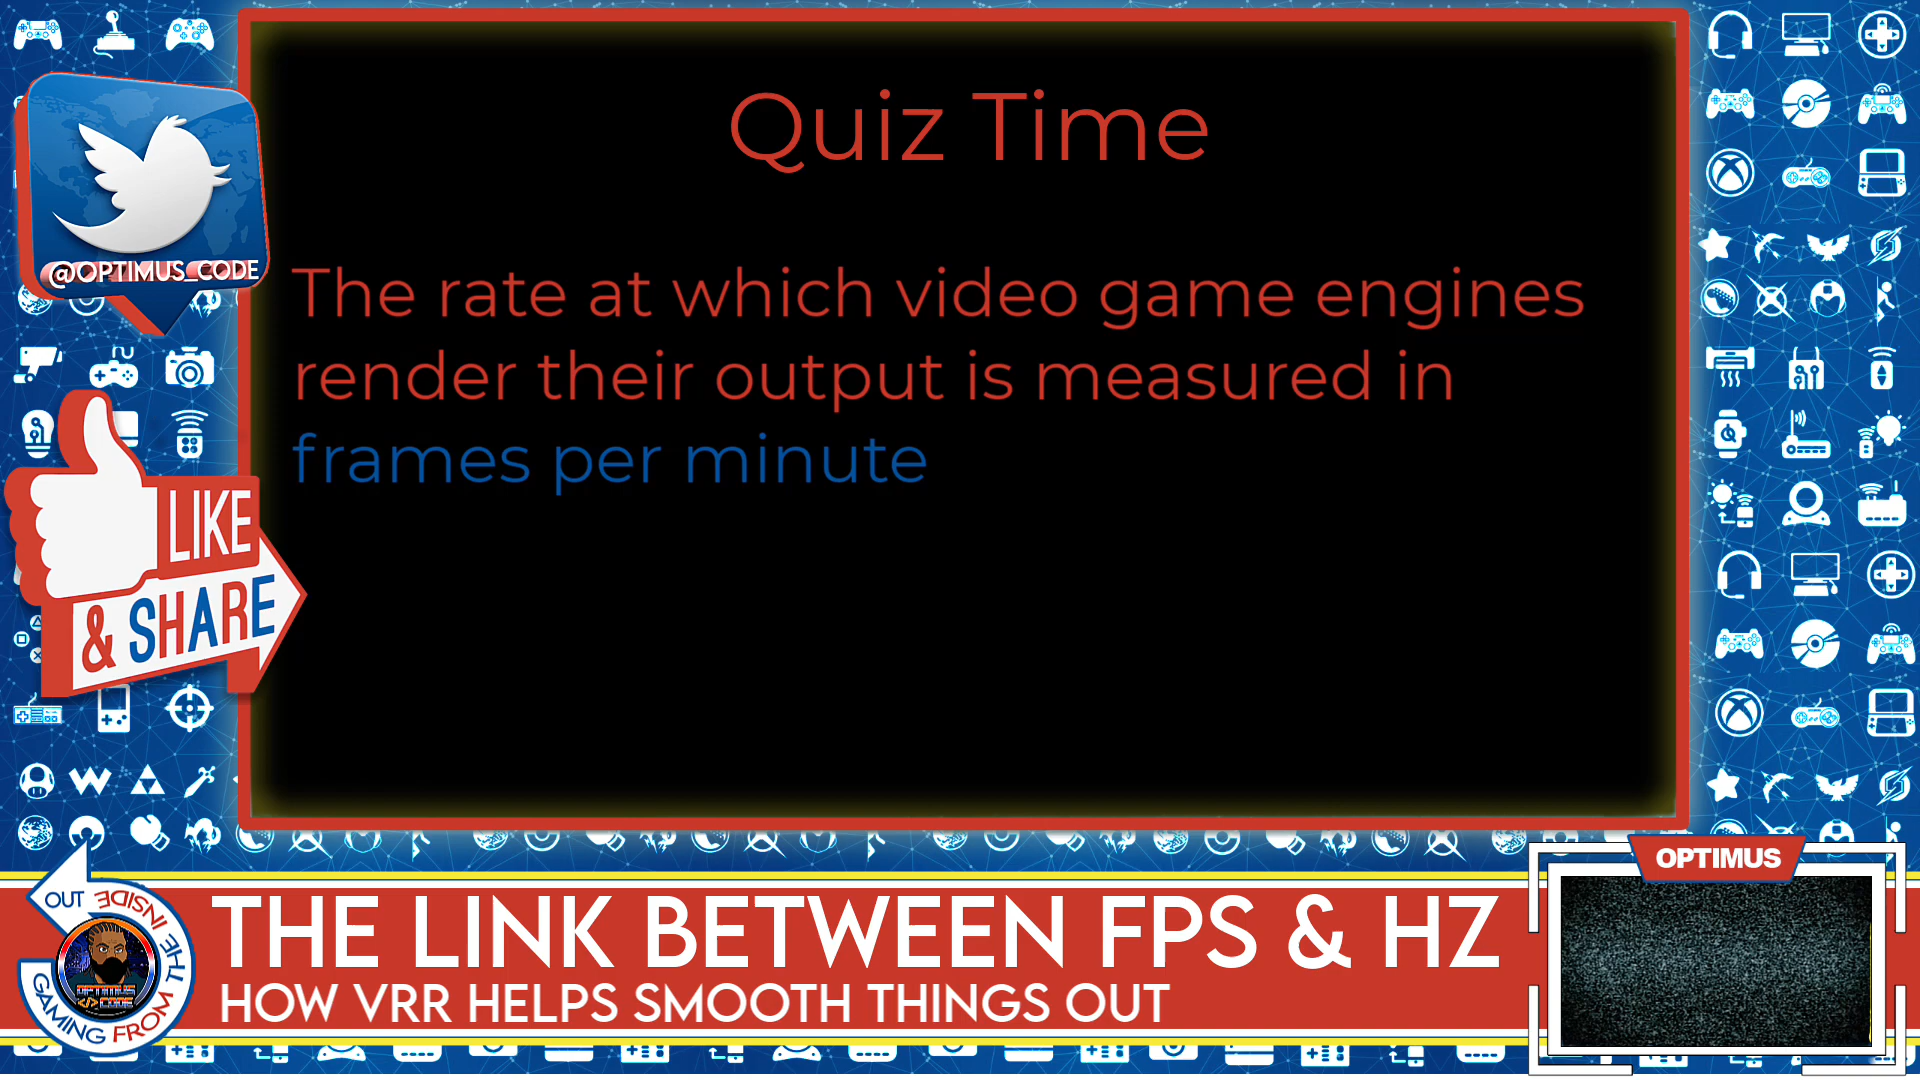 Quiz Time
@OPTIMUS_CODE
The rate at which video game engines
render their output is measured in
frames per minute
LIKE
& SHARE
OPTIMUS
OUT INSIDE THE
GAMING FROM
OPTIMUS
CODE
THE LINK BETWEEN FPS & HZ
HOW VRR HELPS SMOOTH THINGS OUT